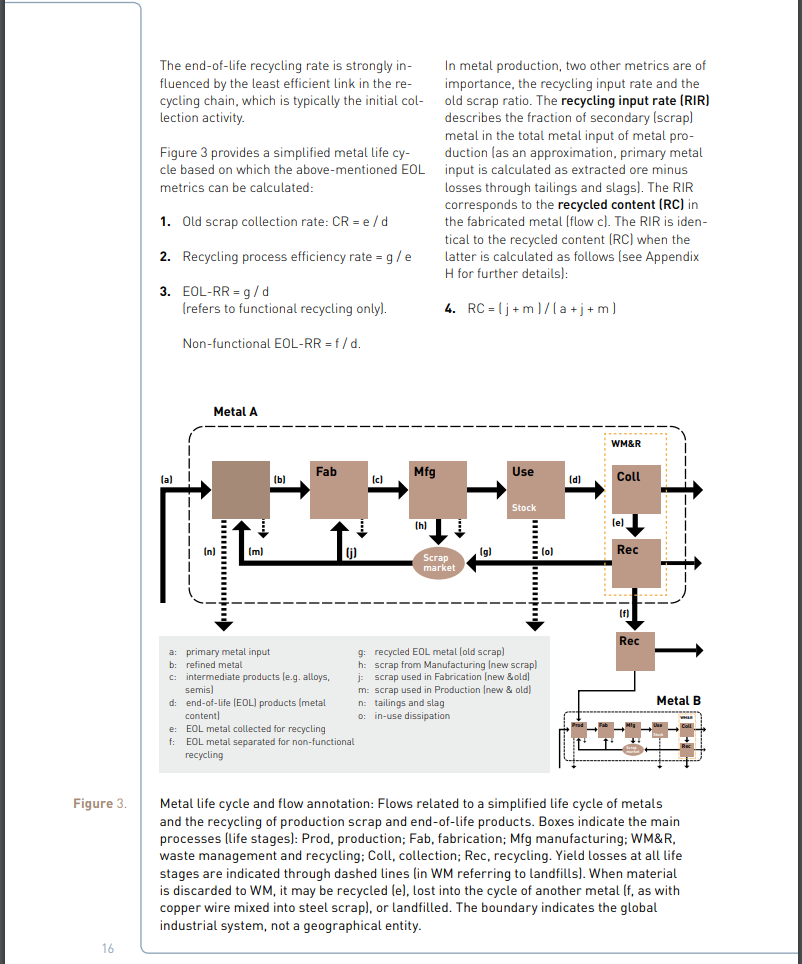 The end-of-life recycling rate is strongly in-
fluenced by the least efficient link in the re-
cycling chain, which is typically the initial col-
lection activity.
Figure 3 provides a simplified metal life cy-
cle based on which the above-mentioned EOL
metrics can be calculated:
1. Old scrap collection rate: CR = e / d
2. Recycling process efficiency rate = g / e
3. EOL-RR = g / d
(refers to functional recycling only).
Non-functional EOL-RR = f / d.
In metal production, two other metrics are of
importance, the recycling input rate and the
old scrap ratio. The recycling input rate (RIR)
describes the fraction of secondary (scrap)
metal in the total metal input of metal pro-
duction (as an approximation, primary metal
input is calculated as extracted ore minus
losses through tailings and slags). The RIR
corresponds to the recycled content (RC) in
the fabricated metal (flow c). The RIR is iden-
tical to the recycled content (RC) when the
latter is calculated as follows (see Appendix
H for further details):
4. RC = ( j + m ) / ( a + j + m )
Metal A
WM&R
(a)
(b)
Fab
(c)
Mfg
Use
Stock
(d)
Coll
(e)
(h)
(n)
(m)
(j)
Scrap
market
(g)
(o)
Rec
(f)
Rec
Metal B
Prod
Fab
Mfg
Use
Stock
WM&R
Coll
Scrap
market
Rec
a: primary metal input
b: refined metal
c: intermediate products (e.g. alloys,
semis)
d: end-of-life (EOL) products (metal
content)
e: EOL metal collected for recycling
f: EOL metal separated for non-functional
recycling
g: recycled EOL metal (old scrap)
h: scrap from Manufacturing (new scrap)
j: scrap used in Fabrication (new &old)
m: scrap used in Production (new & old)
n: tailings and slag
o: in-use dissipation
Figure 3.
Metal life cycle and flow annotation: Flows related to a simplified life cycle of metals
and the recycling of production scrap and end-of-life products. Boxes indicate the main
processes (life stages): Prod, production; Fab, fabrication; Mfg manufacturing; WM&R,
waste management and recycling; Coll, collection; Rec, recycling. Yield losses at all life
stages are indicated through dashed lines (in WM referring to landfills). When material
is discarded to WM, it may be recycled (e), lost into the cycle of another metal (f, as with
copper wire mixed into steel scrap), or landfilled. The boundary indicates the global
industrial system, not a geographical entity.
16